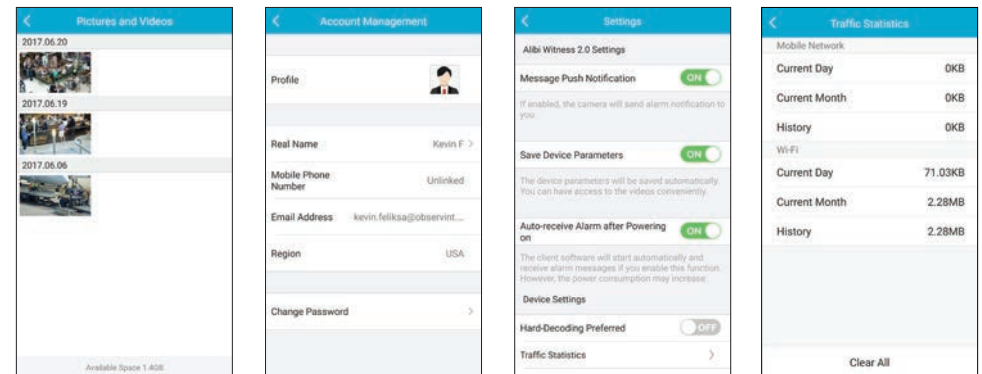 Pictures and Videos
2017.06.20
2017.06.19
2017.06.06
Available Space 1.4GB
Account Management
Profile
Real Name
Kevin F
Mobile Phone
Number
Unlinked
Email Address
kevin.feliksa@observint....
Region
USA
Change Password
Settings
Alibi Witness 2.0 Settings
Message Push Notification
ON
If enabled, the camera will send alarm notification to
you.
Save Device Parameters
ON
The device parameters will be saved automatically.
You can have access to the videos conveniently.
Auto-receive Alarm after Powering
on
ON
The client software will start automatically and
receive alarm messages if you enable this function.
However, the power consumption may increase.
Device Settings
Hard-Decoding Preferred
OFF
Traffic Statistics
Traffic Statistics
Mobile Network
Current Day 0KB
Current Month 0KB
History 0KB
Wi-Fi
Current Day 71.03KB
Current Month 2.28MB
History 2.28MB
Clear All